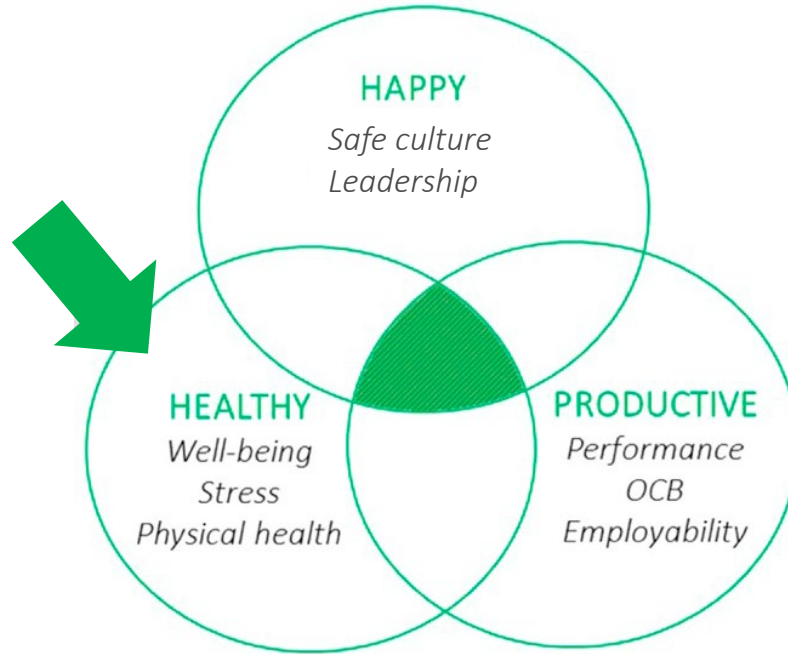 HAPPY
Safe culture
Leadership
HEALTHY
Well-being
Stress
Physical health
PRODUCTIVE
Performance
OCB
Employability